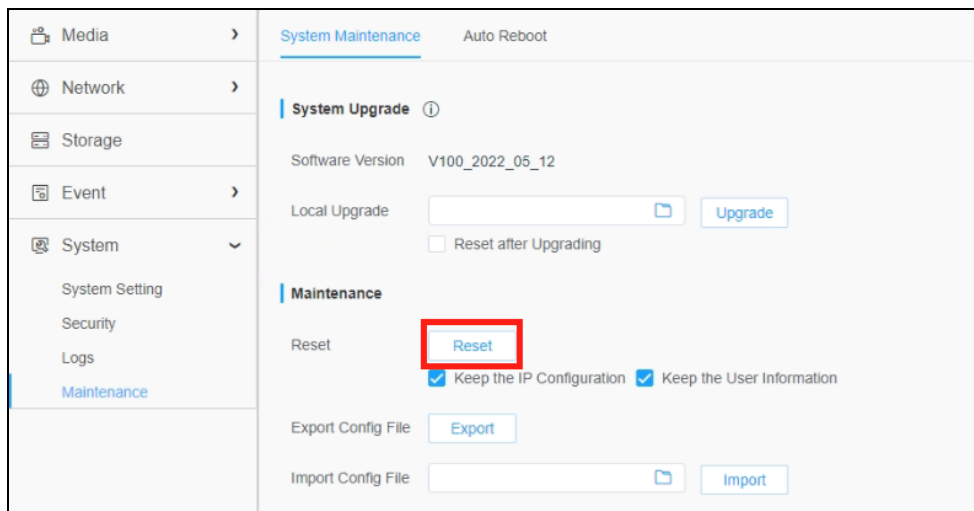 Media
Network
Storage
Event
System
System Setting
Security
Logs
Maintenance
System Maintenance Auto Reboot
System Upgrade
Software Version V100_2022_05_12
Local Upgrade Upgrade
Reset after Upgrading
Maintenance
Reset Reset
Keep the IP Configuration Keep the User Information
Export Config File Export
Import Config File Import